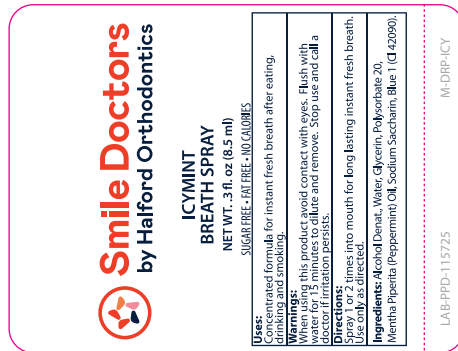 Smile Doctors
by Halford Orthodontics
ICYMINT
BREATH SPRAY
NET WT. .3 fl. oz (8.5 ml)
SUGAR FREE • FAT FREE • NO CALORIES
Uses:
Concentrated formula for instant fresh breath after eating,
drinking and smoking.
Warnings:
When using this product avoid contact with eyes. Flush with
water for 15 minutes to dilute and remove. Stop use and call a
doctor if irritation persists.
Directions:
Spray 1 or 2 times into mouth for long lasting instant fresh breath.
Use only as directed.
Ingredients: Alcohol Denat, Water, Glycerin, Polysorbate 20,
Mentha Piperita (Peppermint) Oil, Sodium Saccharin, Blue 1 (CI 42090).
LAB-PPD-115725
M-DRP-ICY